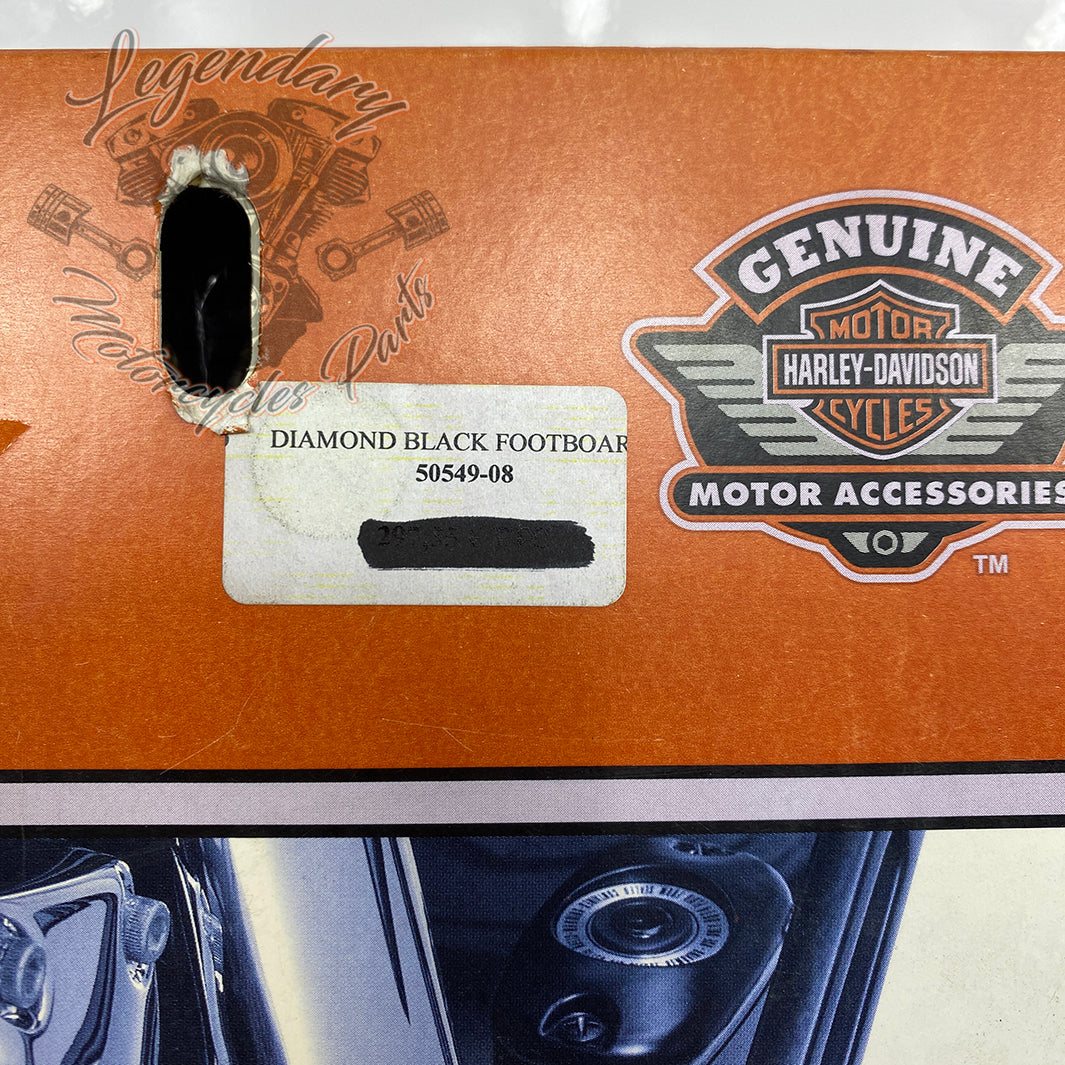 Legendary
Motorcycles Parts
GENUINE
MOTOR
HARLEY-DAVIDSON
CYCLES
MOTOR ACCESSORIES
TM
DIAMOND BLACK FOOTBOAR
50549-08